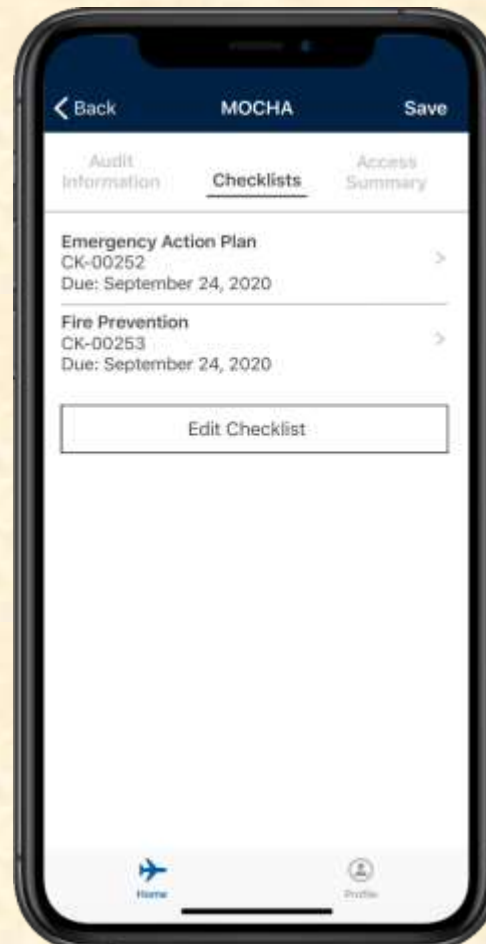 Back MOCHA Save
Audit Information
Checklists
Access Summary
Emergency Action Plan
CK-00252
Due: September 24, 2020
Fire Prevention
CK-00253
Due: September 24, 2020
Edit Checklist
Home Profile